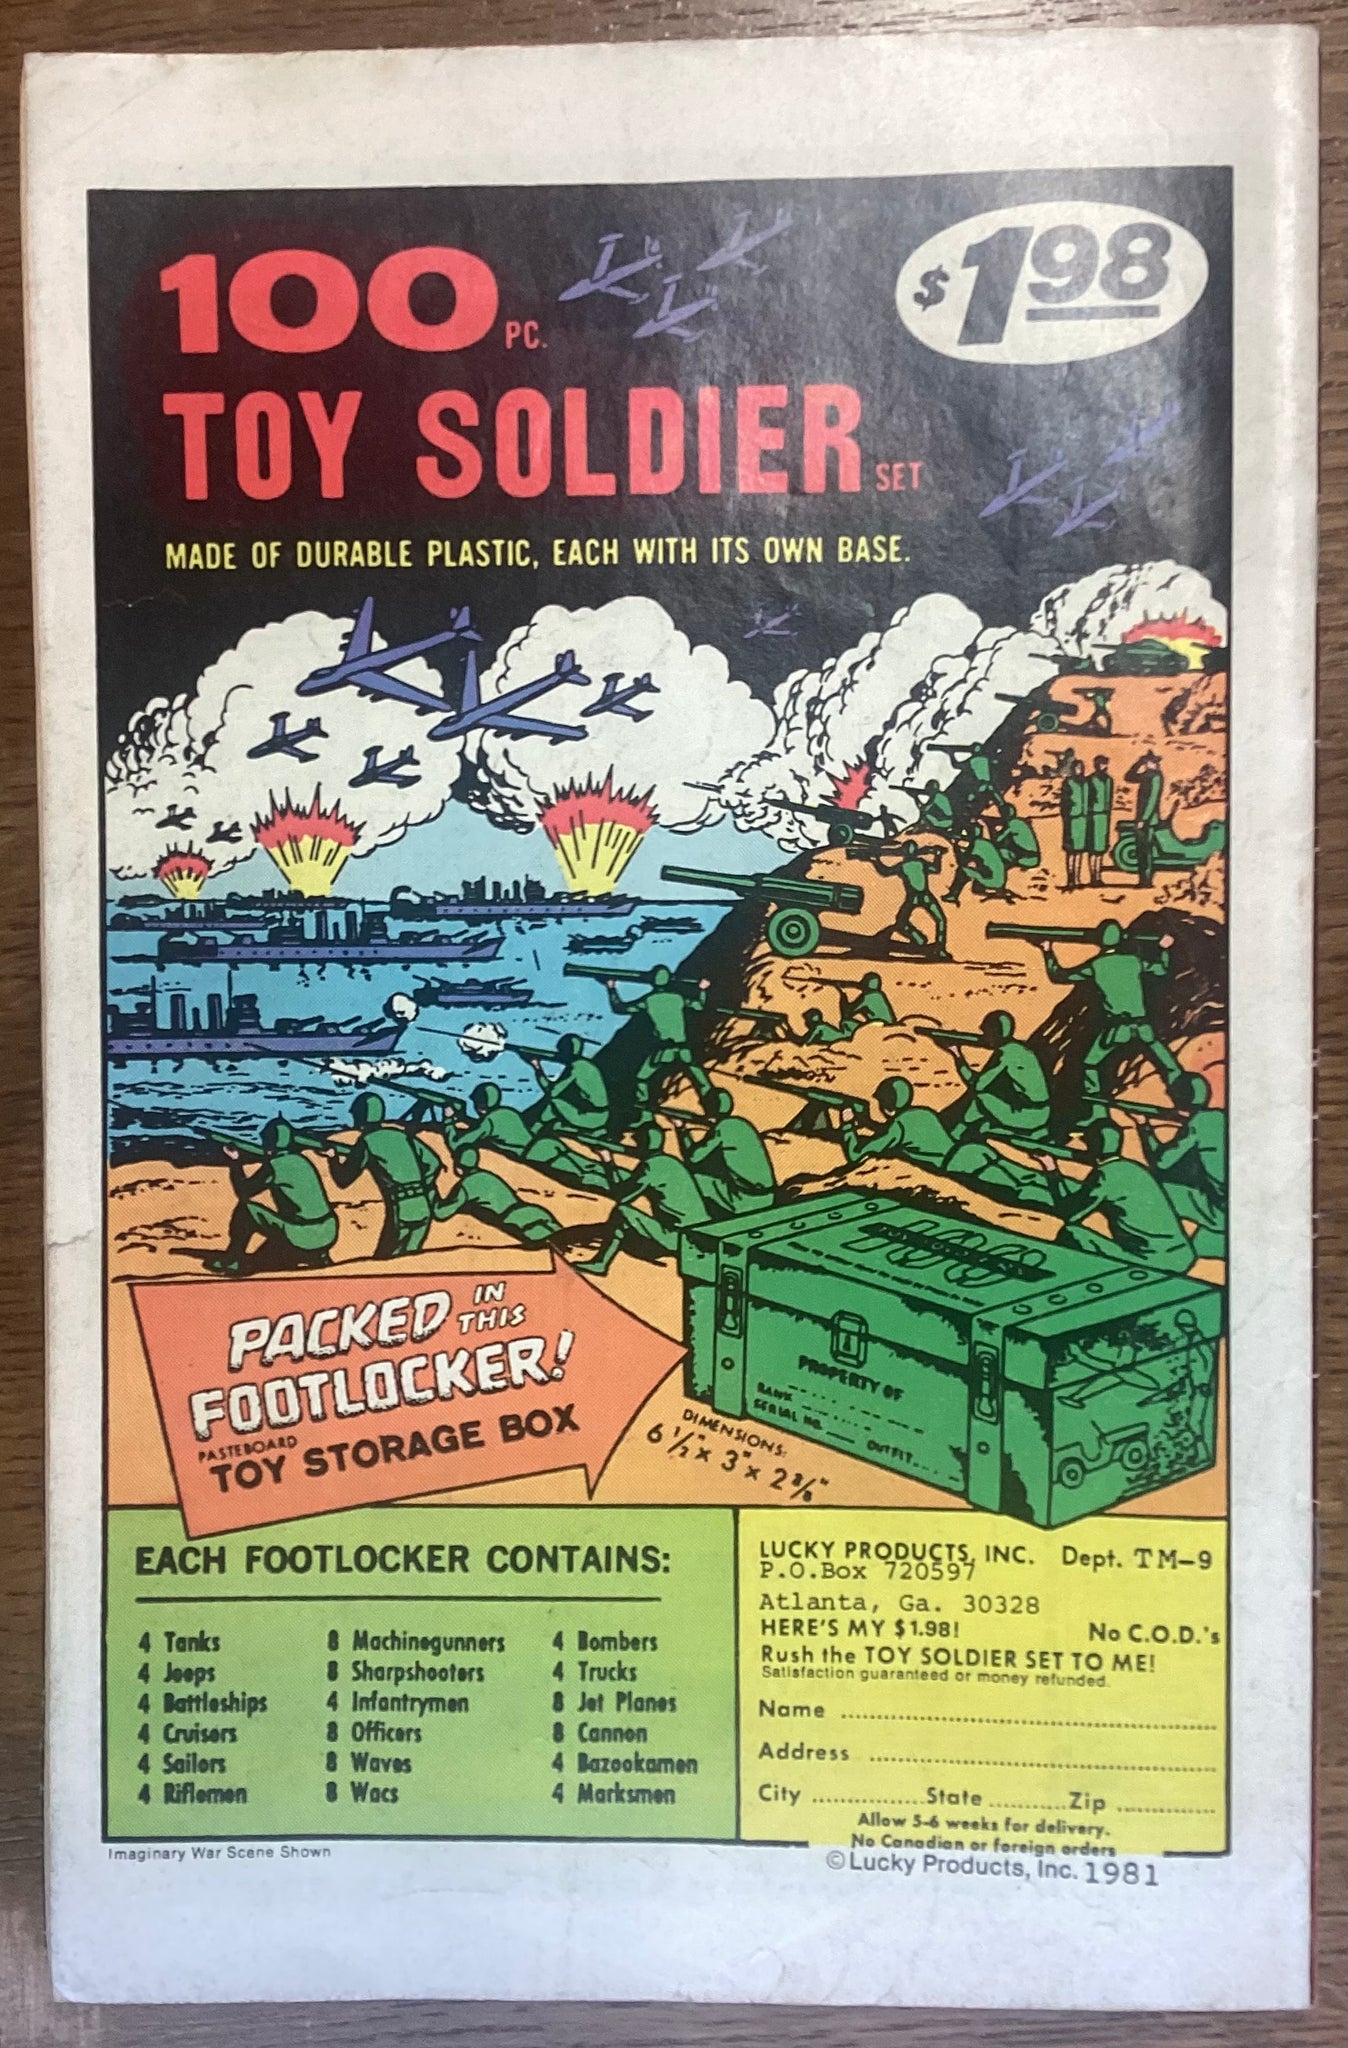 100 PC.
$198
TOY SOLDIER SET
MADE OF DURABLE PLASTIC, EACH WITH ITS OWN BASE.
PACKED IN THIS
FOOTLOCKER!
PASTEBOARD
TOY STORAGE BOX
DIMENSIONS:
6 1/2" x 3" x 2 3/8"
PROPERTY OF
RANK
SERIAL NO. OUTFIT
EACH FOOTLOCKER CONTAINS:
4 Tanks
4 Jeeps
4 Battleships
4 Cruisers
4 Sailors
4 Riflemen
8 Machinegunners
8 Sharpshooters
4 Infantrymen
8 Officers
8 Waves
8 Wacs
4 Bombers
4 Trucks
8 Jet Planes
8 Cannon
4 Bazookamen
4 Marksmen
LUCKY PRODUCTS, INC. Dept. TM-9
P.O.Box 720597
Atlanta, Ga. 30328
HERE'S MY $1.98! No C.O.D.'s
Rush the TOY SOLDIER SET TO ME!
Satisfaction guaranteed or money refunded.
Name
Address
City State Zip
Allow 5-6 weeks for delivery.
No Canadian or foreign orders
Imaginary War Scene Shown
©Lucky Products, Inc. 1981